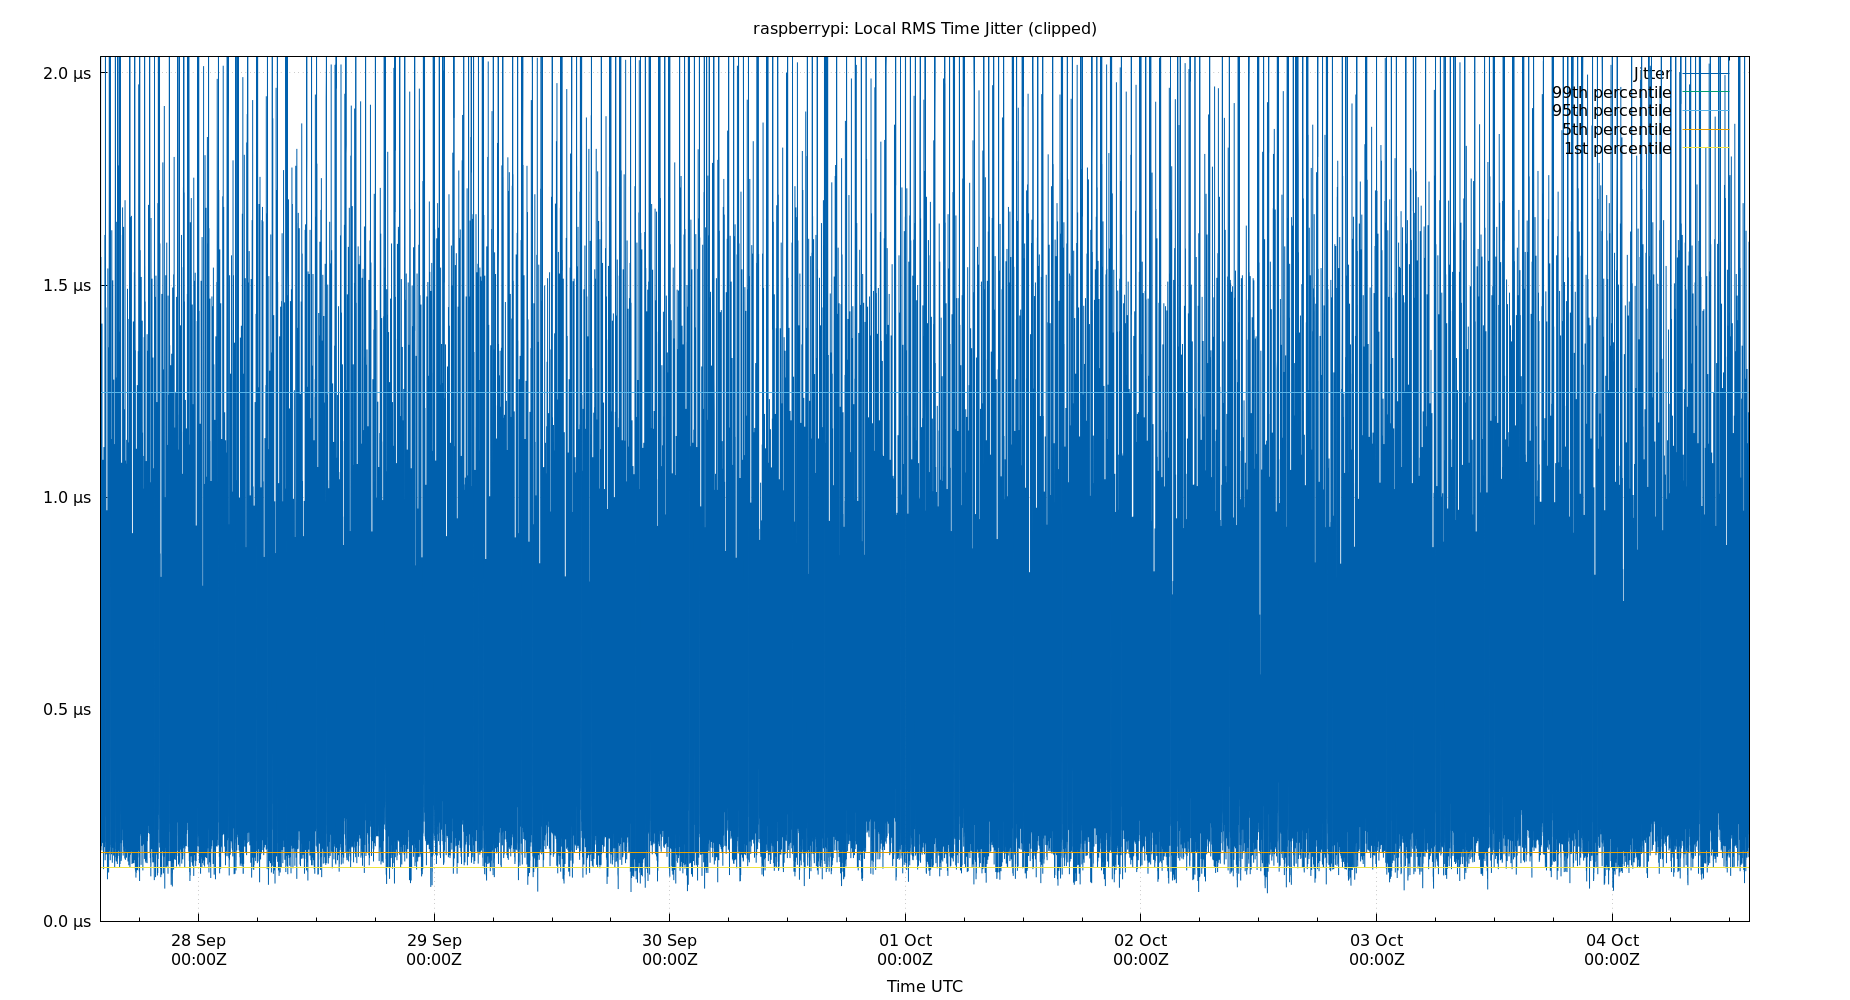 raspberrypi: Local RMS Time Jitter (clipped)
2.0 µs
1.5 µs
1.0 µs
0.5 µs
0.0 µs
Jitter
99th percentile
95th percentile
5th percentile
1st percentile
28 Sep 29 Sep 30 Sep 01 Oct 02 Oct 03 Oct 04 Oct
00:00Z 00:00Z 00:00Z 00:00Z 00:00Z 00:00Z 00:00Z
Time UTC